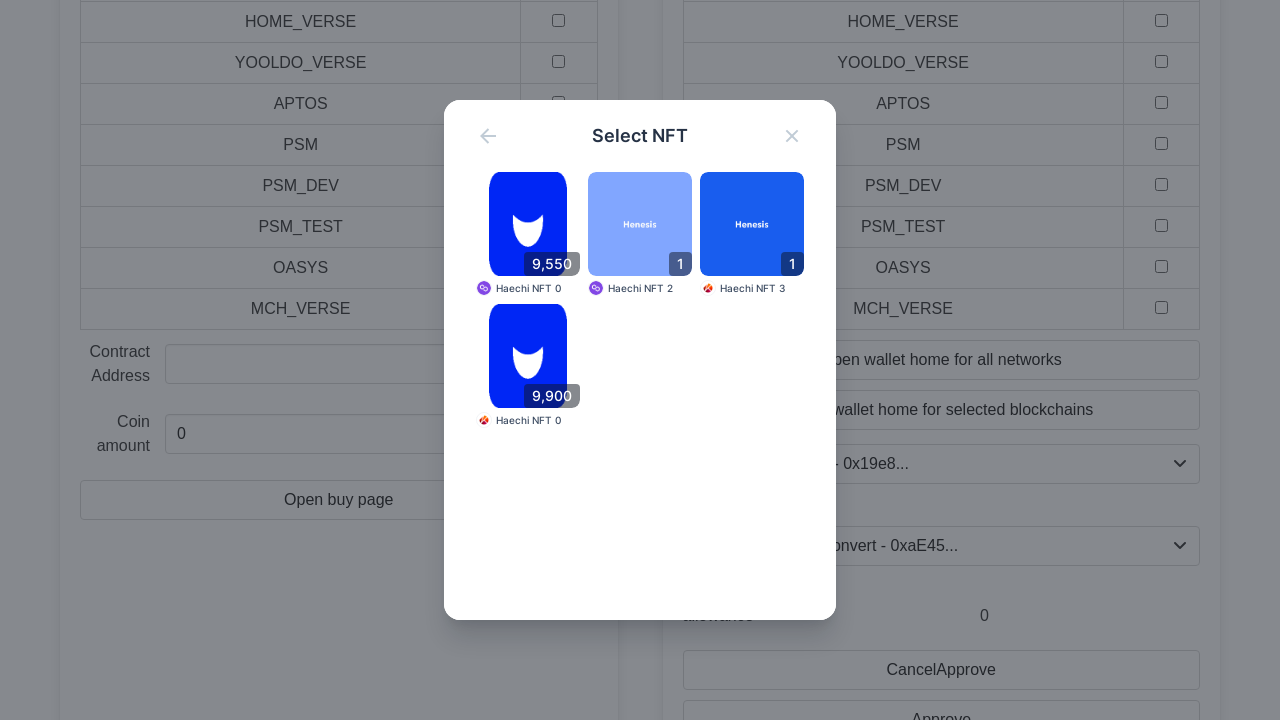 HOME_VERSE
HOME_VERSE
YOOLDO_VERSE
YOOLDO_VERSE
APTOS
APTOS
PSM
PSM
PSM_DEV
PSM_DEV
PSM_TEST
PSM_TEST
OASYS
OASYS
MCH_VERSE
MCH_VERSE
Contract
Address
Coin
amount
0
Open buy page
Select NFT
Henesis
Henesis
9,550
1
1
Haechi NFT 0
Haechi NFT 2
Haechi NFT 3
9,900
Haechi NFT 0
pen wallet home for all networks
wallet home for selected blockchains
- 0x19e8...
onvert - 0xaE45...
0
CancelApprove
Approve